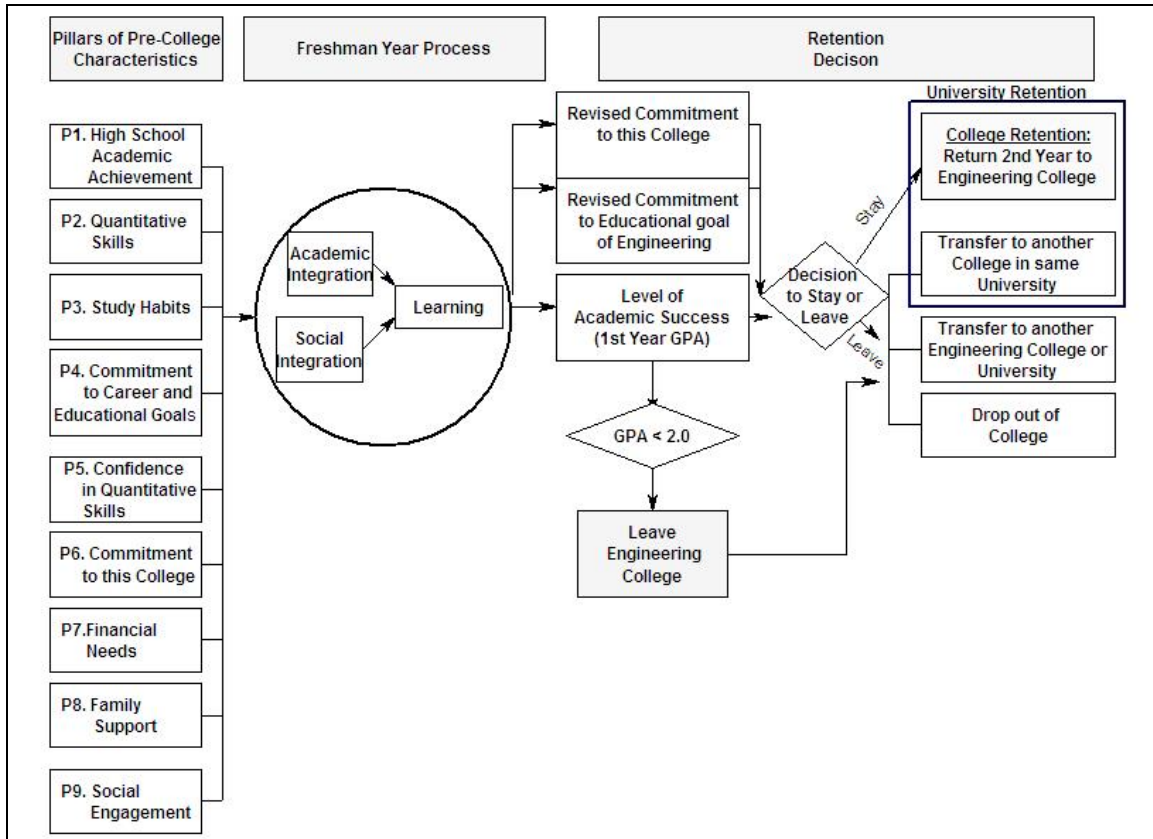 Pillars of Pre-College
Characteristics
Freshman Year Process
Retention
Decison
P1. High School
Academic
Achievement
P2. Quantitative
Skills
P3. Study Habits
P4. Commitment
to Career and
Educational Goals
P5. Confidence
in Quantitative
Skills
P6. Commitment
to this College
P7.Financial
Needs
P8. Family
Support
P9. Social
Engagement
Academic
Integration
Social
Integration
Learning
Revised Commitment
to this College
Revised Commitment
to Educational goal
of Engineering
Level of
Academic Success
(1st Year GPA)
GPA < 2.0
Leave
Engineering
College
Decision
to Stay or
Leave
Stay
Leave
University Retention
College Retention:
Return 2nd Year to
Engineering College
Transfer to another
College in same
University
Transfer to another
Engineering College or
University
Drop out of
College